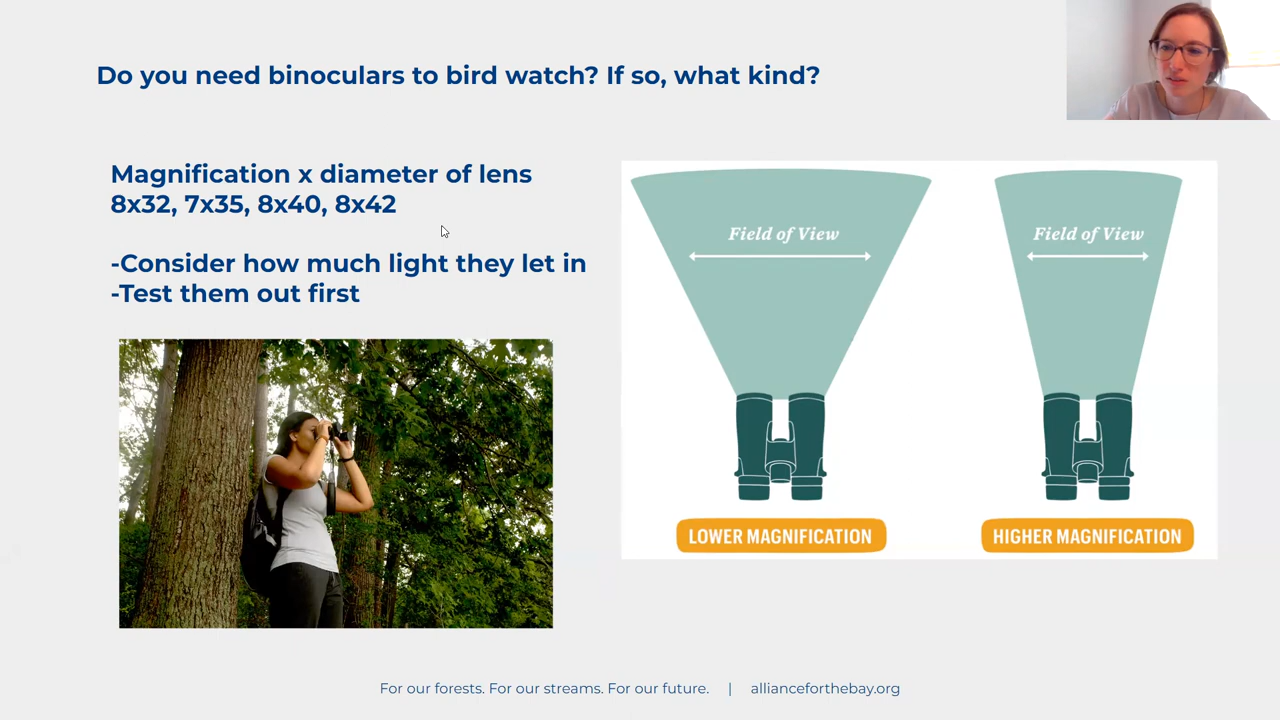 Do you need binoculars to bird watch? If so, what kind?
Magnification x diameter of lens
8x32, 7x35, 8x40, 8x42
-Consider how much light they let in
-Test them out first
Field of View
Field of View
LOWER MAGNIFICATION
HIGHER MAGNIFICATION
For our forests. For our streams. For our future. | allianceforthebay.org